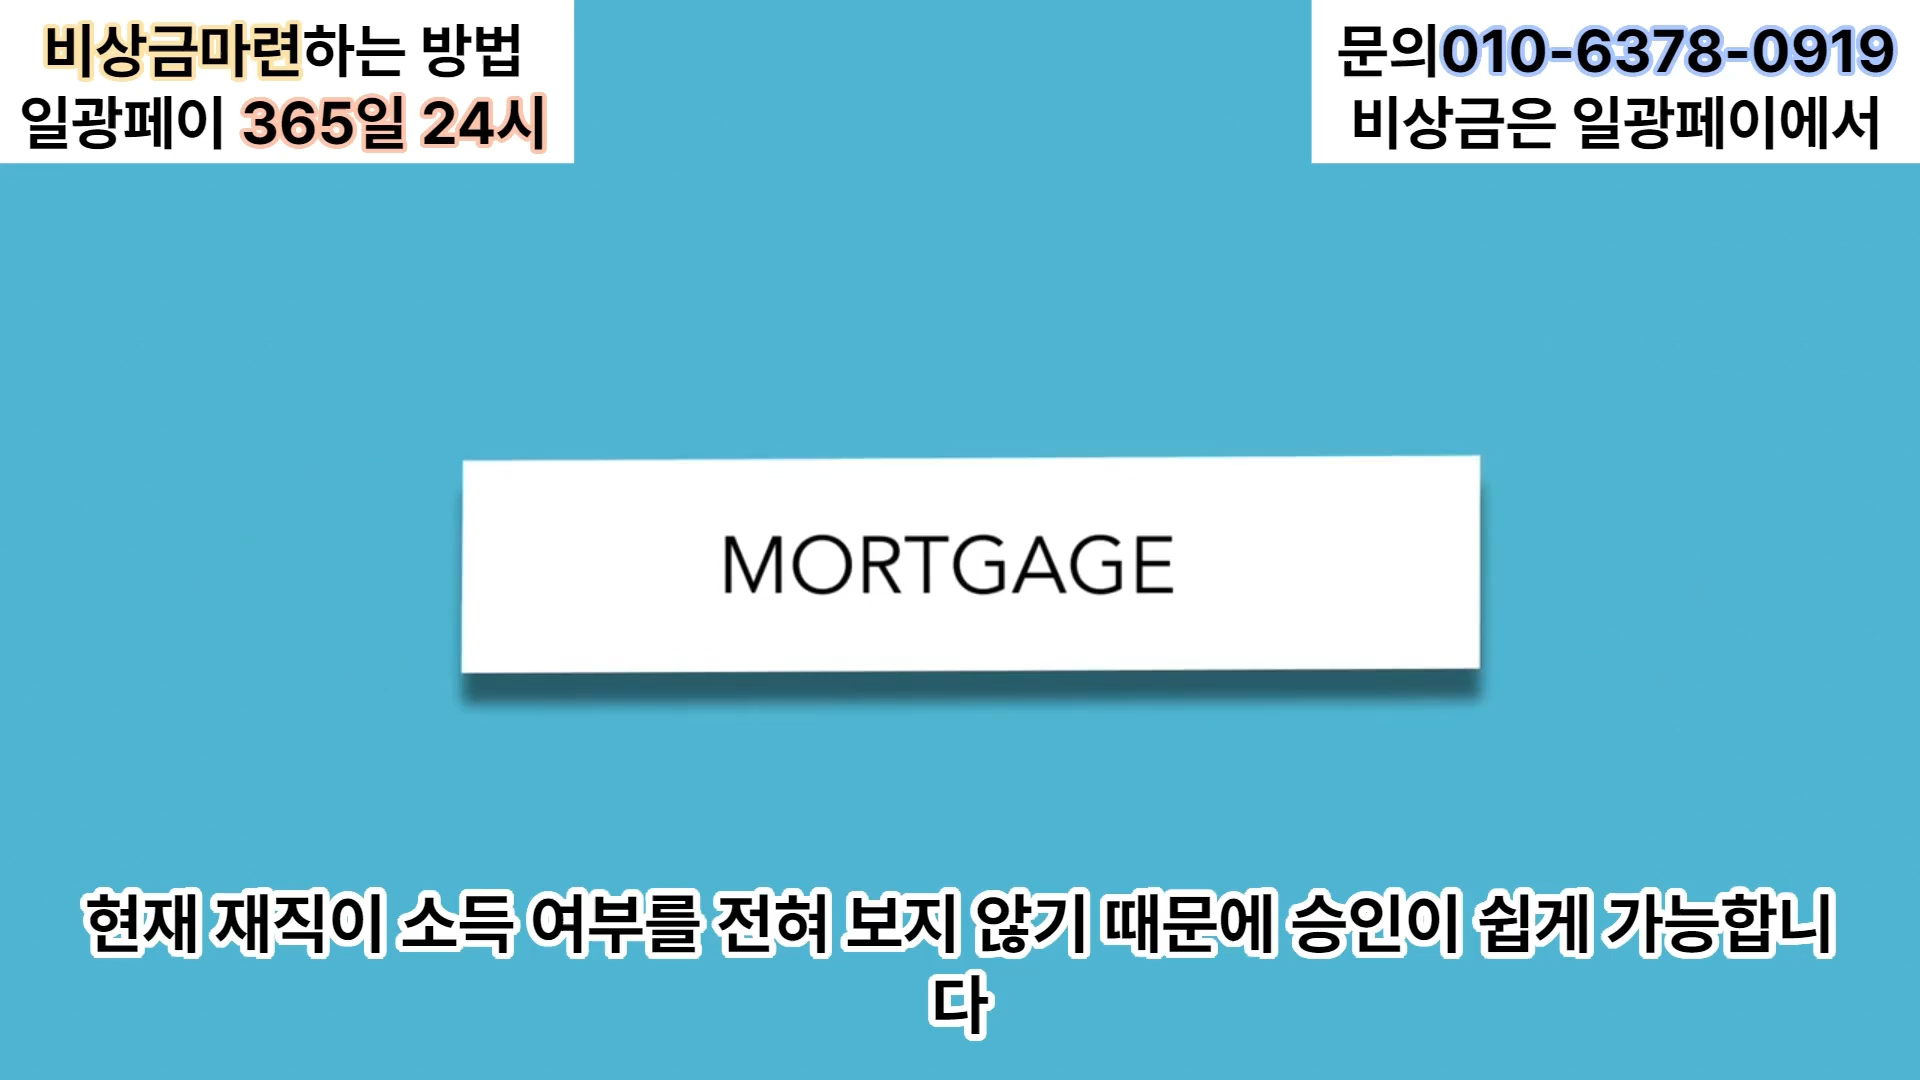 비상금마련하는 방법
일광페이 365일 24시
문의010-6378-0919
비상금은 일광페이에서
MORTGAGE
현재 재직이 소득 여부를 전혀 보지 않기 때문에 승인이 쉽게 가능합니
다